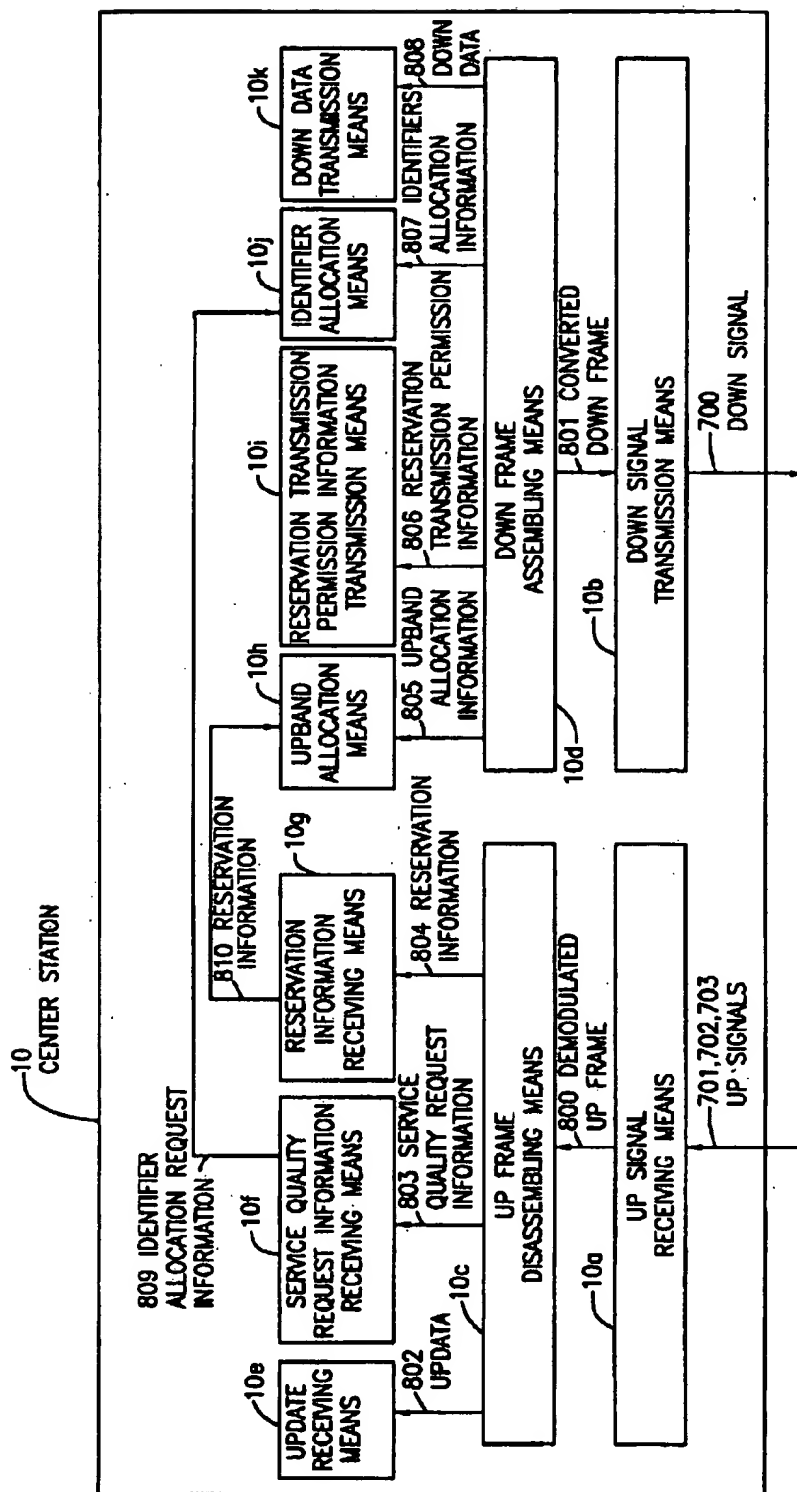 10
CENTER STATION
809 IDENTIFIER
ALLOCATION REQUEST
INFORMATION
810 RESERVATION
INFORMATION
10e
UPDATE
RECEIVING
MEANS
10f
SERVICE QUALITY
REQUEST INFORMATION
RECEIVING MEANS
10g
RESERVATION
INFORMATION
RECEIVING MEANS
10h
UPBAND
ALLOCATION
MEANS
10i
RESERVATION TRANSMISSION
PERMISSION INFORMATION
TRANSMISSION MEANS
10j
IDENTIFIER
ALLOCATION
MEANS
10k
DOWN DATA
TRANSMISSION
MEANS
802
UPDATA
803 SERVICE
QUALITY REQUEST
INFORMATION
804 RESERVATION
INFORMATION
805 UPBAND
ALLOCATION
INFORMATION
806 RESERVATION
TRANSMISSION PERMISSION
INFORMATION
807 IDENTIFIERS
ALLOCATION
INFORMATION
808
DOWN
DATA
10c
UP FRAME
DISASSEMBLING MEANS
10d
DOWN FRAME
ASSEMBLING MEANS
800 DEMODULATED
UP FRAME
801 CONVERTED
DOWN FRAME
10a
UP SIGNAL
RECEIVING MEANS
10b
DOWN SIGNAL
TRANSMISSION MEANS
701,702,703
UP SIGNALS
700
DOWN SIGNAL